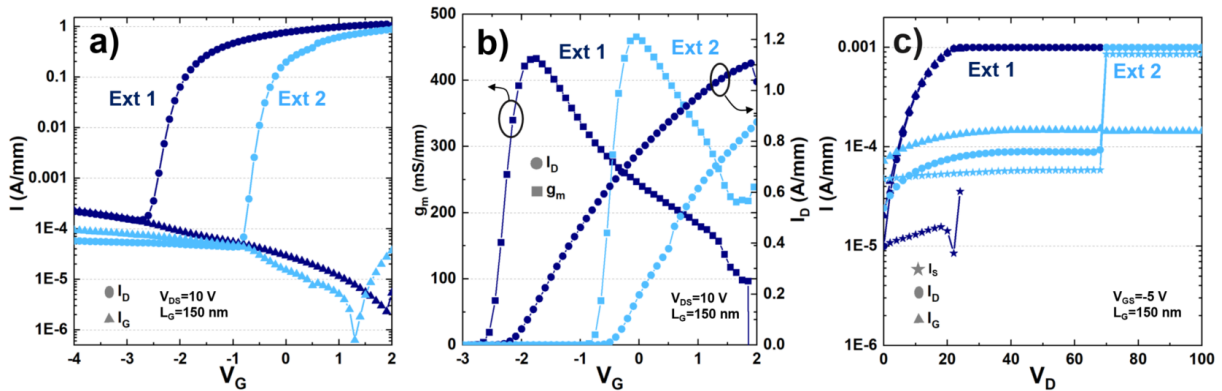 a)
I (A/mm)
1
0.1
0.01
0.001
1E-4
1E-5
1E-6
Ext 1
Ext 2
I_D
I_G
V_DS=10 V
L_G=150 nm
-4 -3 -2 -1 0 1 2
V_G
b)
g_m (mS/mm)
500
400
300
200
100
0
Ext 1
Ext 2
I_D
g_m
V_DS=10 V
L_G=150 nm
1.2
1.0
0.8
0.6
0.4
0.2
0.0
I_D (A/mm)
-3 -2 -1 0 1 2
V_G
c)
I (A/mm)
0.001
1E-4
1E-5
1E-6
Ext 1
Ext 2
I_S
I_D
I_G
V_GS=-5 V
L_G=150 nm
0 20 40 60 80 100
V_D